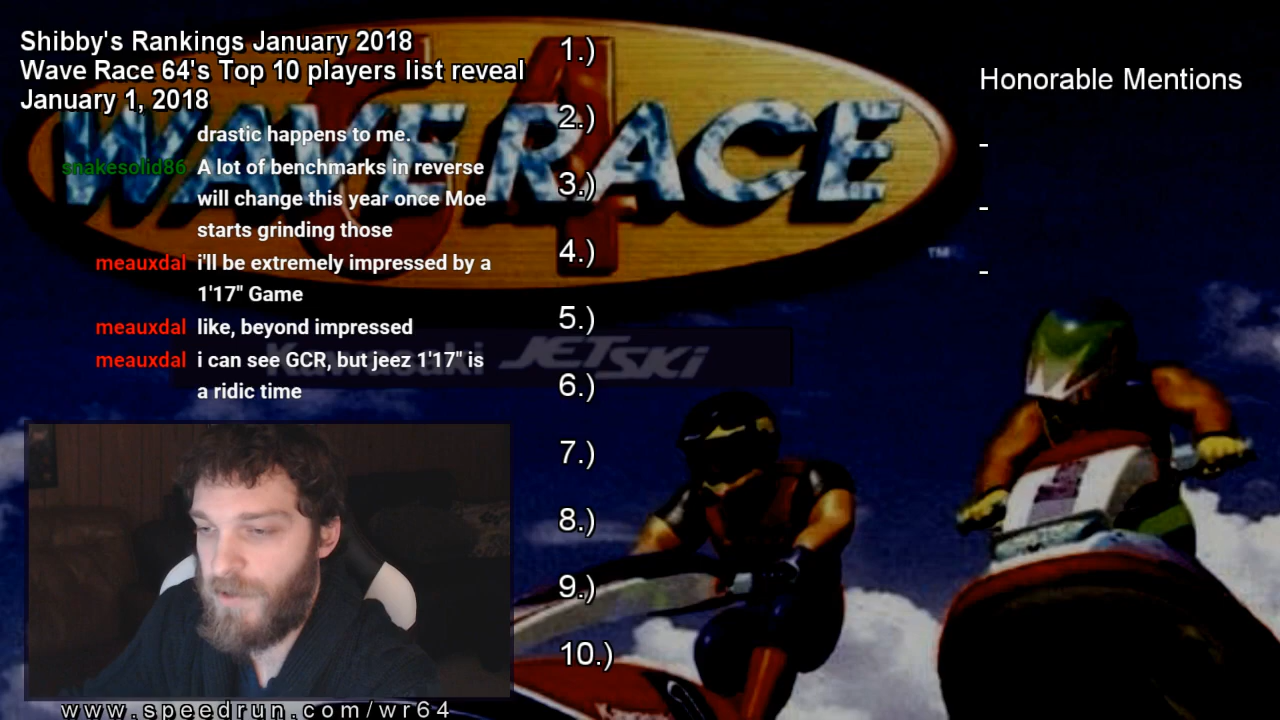 Shibby's Rankings January 2018
Wave Race 64's Top 10 players list reveal
January 1, 2018
drastic happens to me.
snakesolid86 A lot of benchmarks in reverse
will change this year once Moe
starts grinding those
meauxdal i'll be extremely impressed by a
1'17" Game
meauxdal like, beyond impressed
meauxdal i can see GCR, but jeez 1'17" is
a ridic time
www.speedrun.com/wr64
WAVE RACE
64
TM
Kawasaki JET SKI
1.)
2.)
3.)
4.)
5.)
6.)
7.)
8.)
9.)
10.)
Honorable Mentions
-
-
-